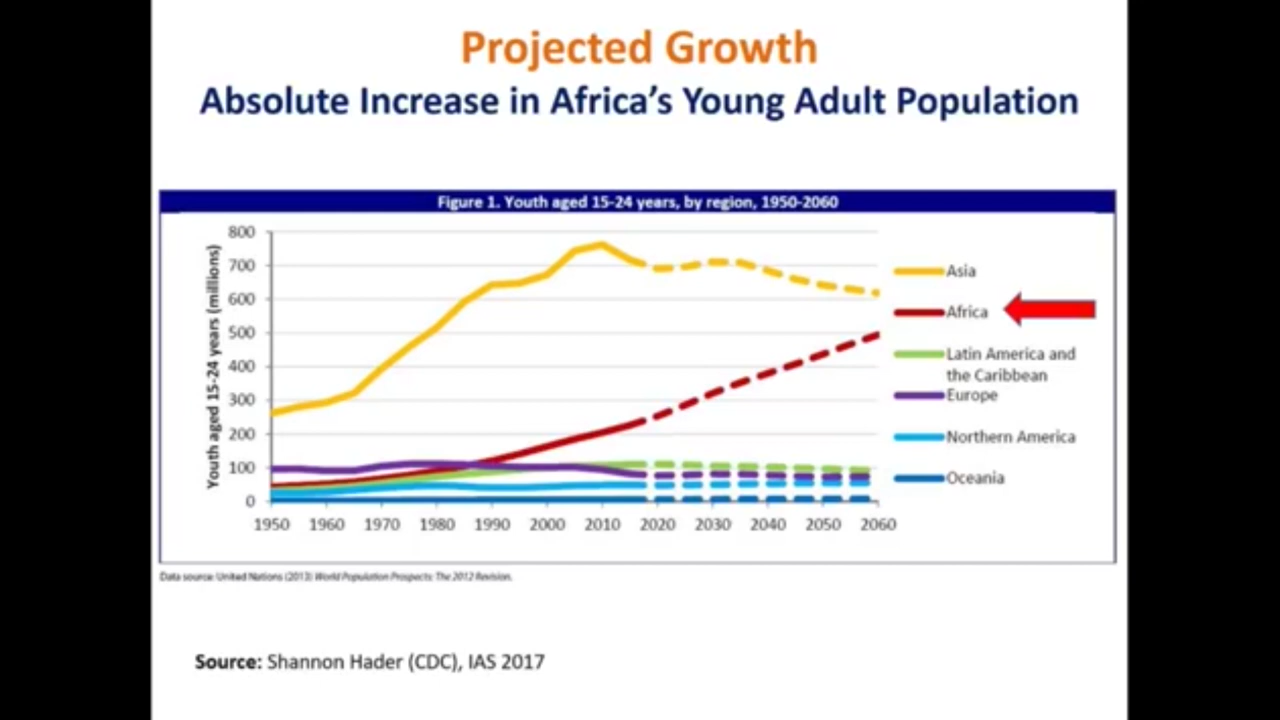 Projected Growth
Absolute Increase in Africa's Young Adult Population
Figure 1. Youth aged 15-24 years, by region, 1950-2060
Youth aged 15-24 years (millions)
800
700
600
500
400
300
200
100
0
1950 1960 1970 1980 1990 2000 2010 2020 2030 2040 2050 2060
Asia
Africa
Latin America and
the Caribbean
Europe
Northern America
Oceania
Data source: United Nations (2013) World Population Prospects: The 2012 Revision.
Source: Shannon Hader (CDC), IAS 2017